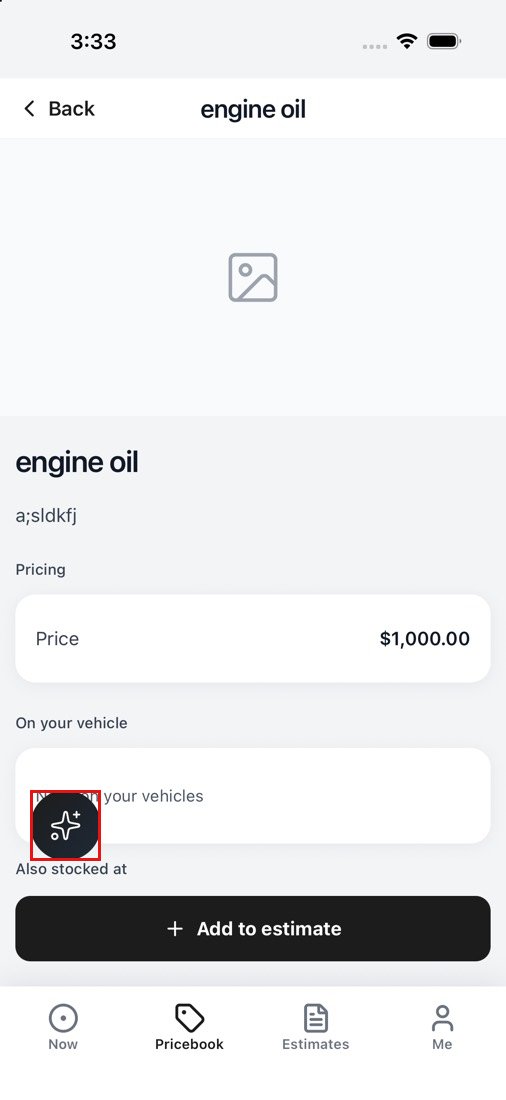 3:33
Back
engine oil
engine oil
a;sldkfj
Pricing
Price
$1,000.00
On your vehicle
your vehicles
Also stocked at
+ Add to estimate
Now
Pricebook
Estimates
Me